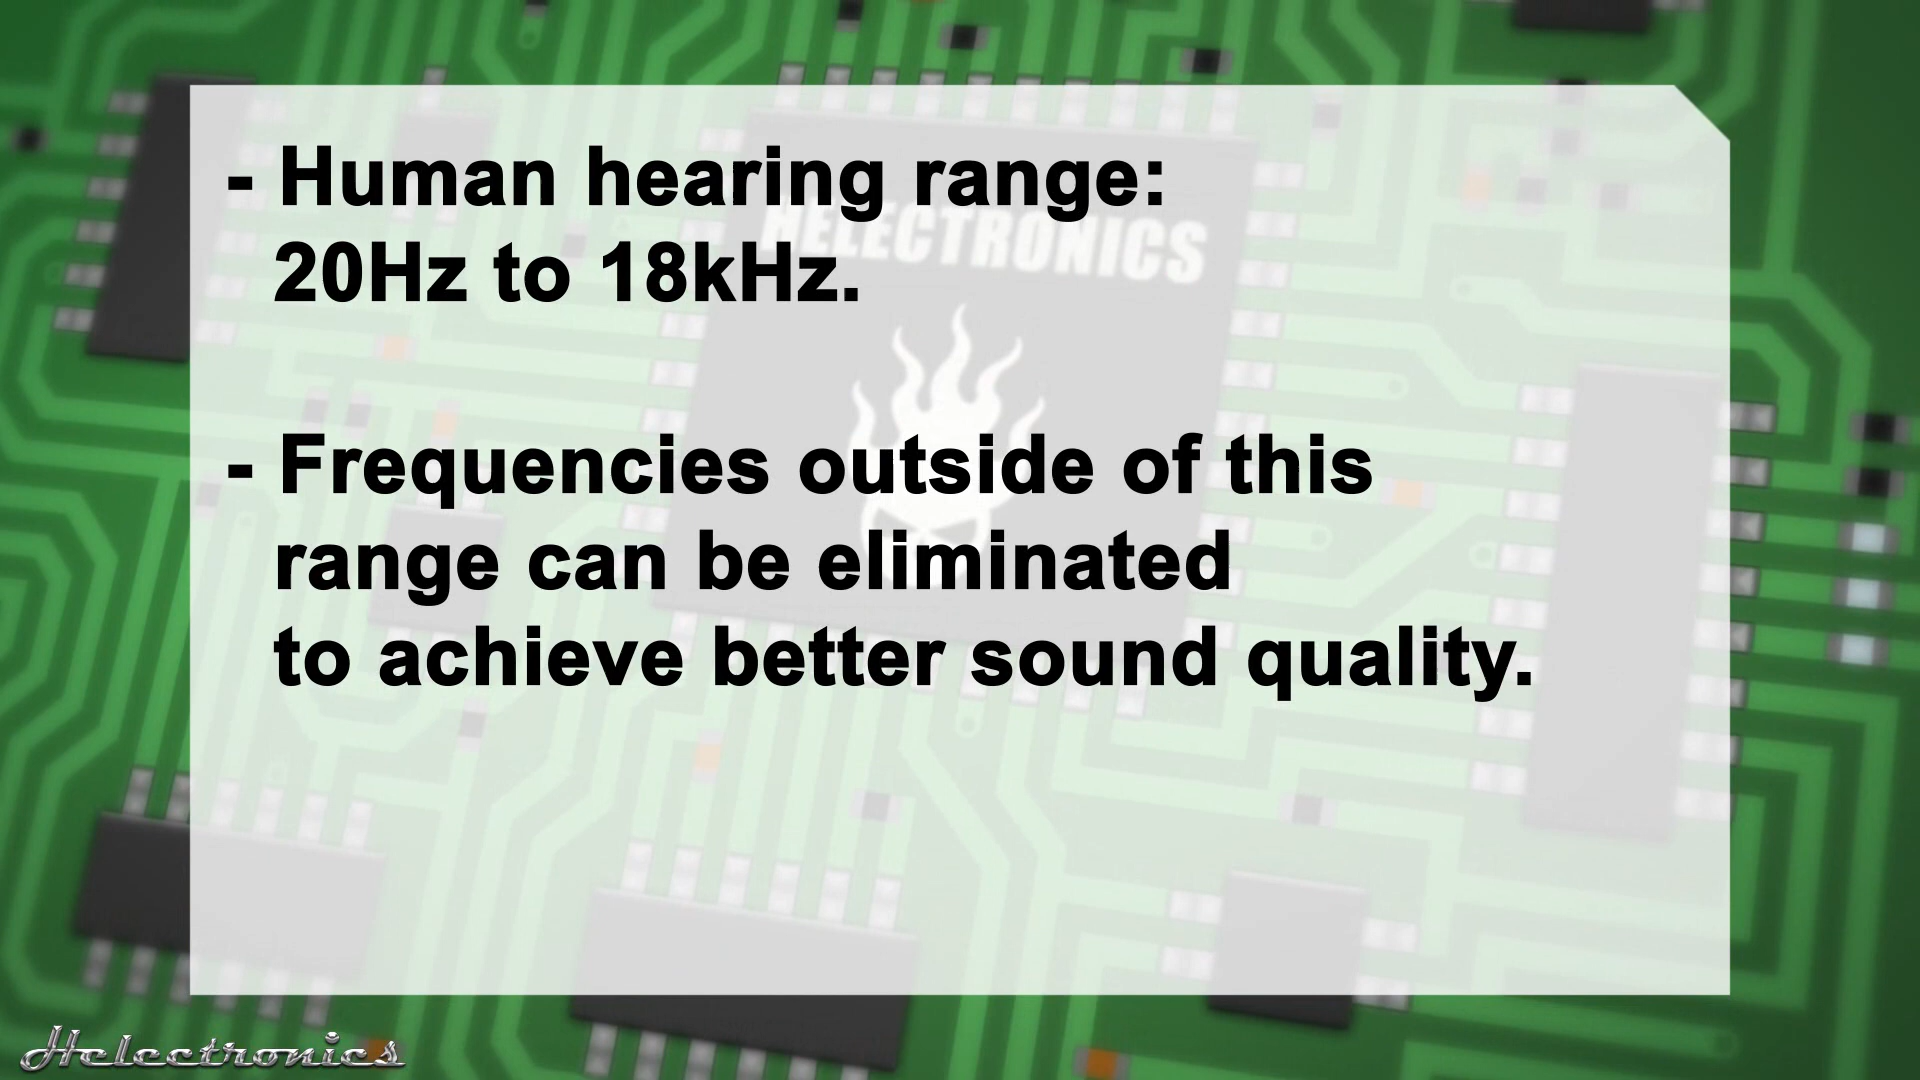 - Human hearing range:
20Hz to 18kHz.
HELECTRONICS
- Frequencies outside of this
range can be eliminated
to achieve better sound quality.
Helectronics